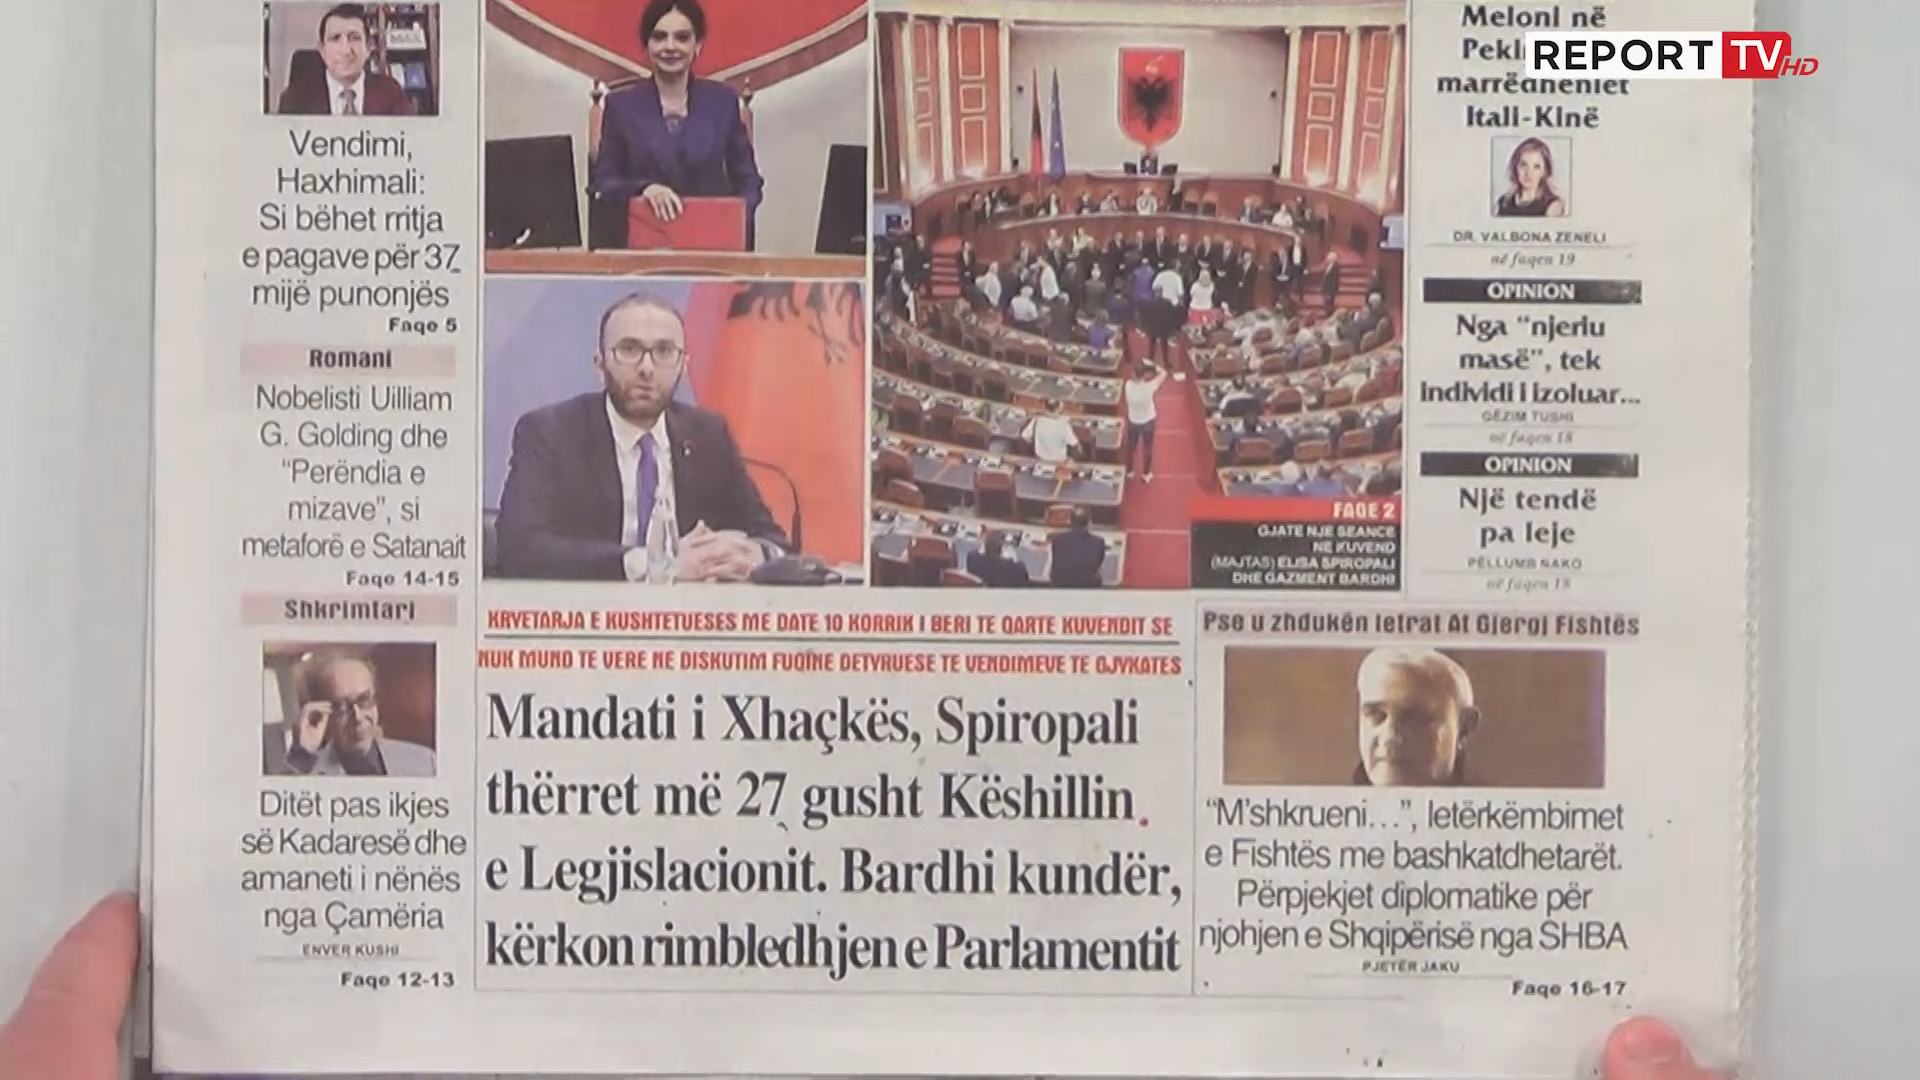 REPORT TV HD
Vendimi,
Haxhimali:
Si bëhet rritja
e pagave për 37
mijë punonjës
Faqe 5
Romani
Nobelisti Uilliam
G. Golding dhe
“Perëndia e
mizave”, si
metaforë e Satanait
Faqe 14-15
Shkrimtari
Ditët pas ikjes
së Kadaresë dhe
amaneti i nënës
nga Çamëria
ENVER KUSHI
Faqe 12-13
FAQE 2
GJATE NJE SEANCE
NE KUVEND
(MAJTAS) ELISA SPIROPALI
DHE GAZMENT BARDHI
KRYETARJA E KUSHTETUESES ME DATE 10 KORRIK I BERI TE QARTE KUVENDIT SE
NUK MUND TE VERE NE DISKUTIM FUQINE DETYRUESE TE VENDIMEVE TE GJYKATES
Mandati i Xhaçkës, Spiropali
thërret më 27 gusht Këshillin
e Legjislacionit. Bardhi kundër,
kërkon rimbledhjen e Parlamentit
Meloni në
marrëdhëniet
Itali-Kinë
DR. VALBONA ZENELI
në faqen 19
OPINION
Nga “njeriu
masë”, tek
individi i izoluar...
GËZIM TUSHI
në faqen 18
OPINION
Një tendë
pa leje
PËLLUMB NAKO
në faqen 18
Pse u zhdukën letrat At Gjergj Fishtës
“M’shkrueni...”, letërkëmbimet
e Fishtës me bashkatdhetarët.
Përpjekjet diplomatike për
njohjen e Shqipërisë nga SHBA
PJETËR JAKU
Faqe 16-17